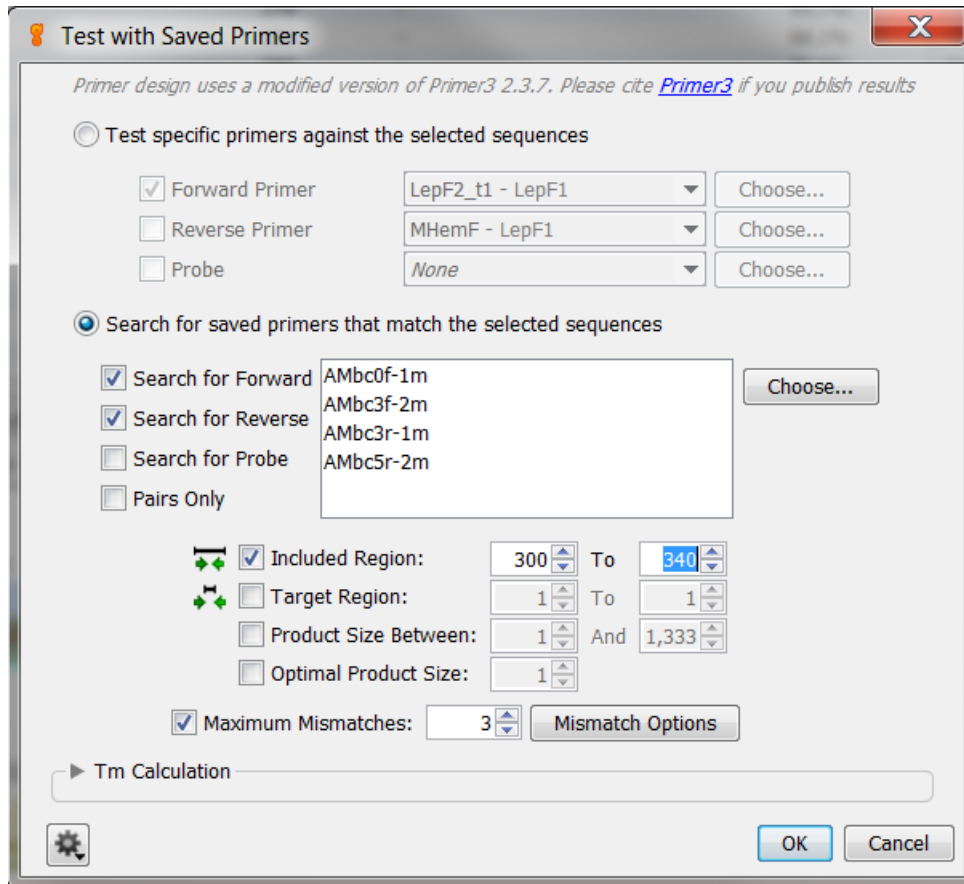 Test with Saved Primers
Primer design uses a modified version of Primer3 2.3.7. Please cite Primer3 if you publish results
Test specific primers against the selected sequences
Forward Primer LepF2_t1 - LepF1 Choose...
Reverse Primer MHemF - LepF1 Choose...
Probe None Choose...
Search for saved primers that match the selected sequences
Search for Forward AMbc0f-1m Choose...
AMbc3f-2m
Search for Reverse AMbc3r-1m
Search for Probe AMbc5r-2m
Pairs Only
Included Region: 300 To 340
Target Region: 1 To 1
Product Size Between: 1 And 1,333
Optimal Product Size: 1
Maximum Mismatches: 3 Mismatch Options
Tm Calculation
OK Cancel